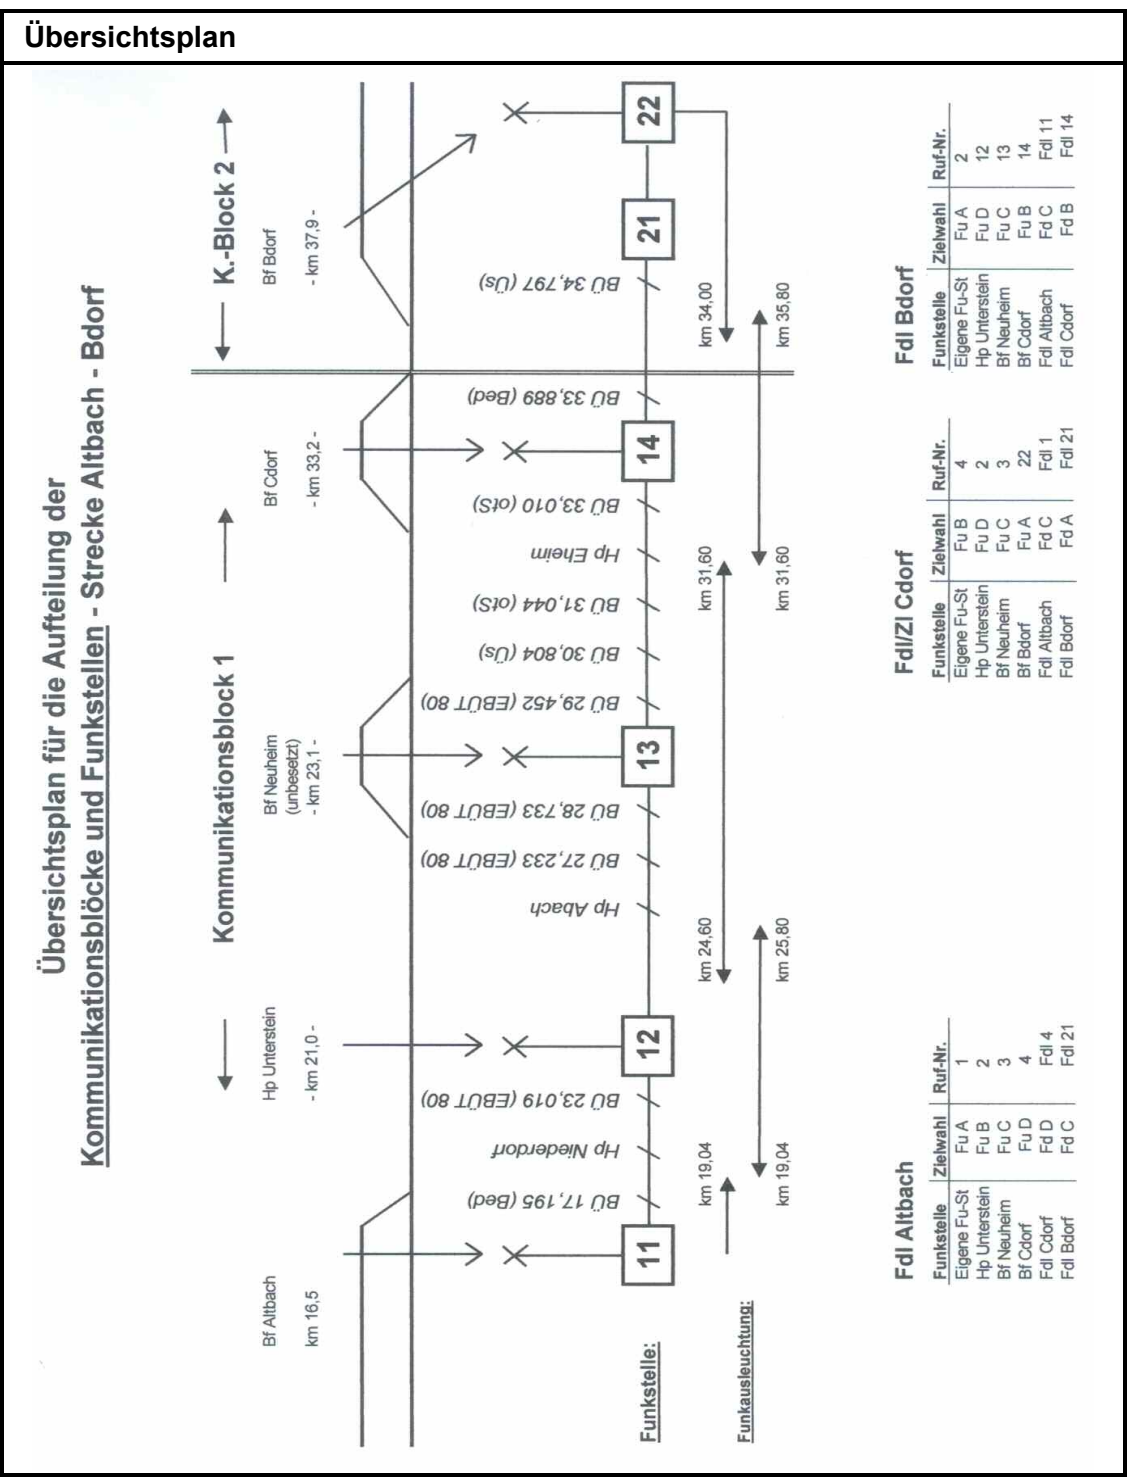 Übersichtsplan
Übersichtsplan für die Aufteilung der
Kommunikationsblöcke und Funkstellen - Strecke Altbach - Bdorf
Kommunikationsblock 1
K.-Block 2
Bf Altbach
km 16,5
Hp Unterstein
- km 21,0 -
Bf Neuheim
(unbesetzt)
- km 23,1 -
Bf Cdorf
- km 33,2 -
Bf Bdorf
- km 37,9 -
BÜ 17,195 (Bed)
Hp Niederdorf
BÜ 23,019 (EBÜT 80)
Hp Abach
BÜ 27,233 (EBÜT 80)
BÜ 28,733 (EBÜT 80)
BÜ 29,452 (EBÜT 80)
BÜ 30,804 (Üs)
BÜ 31,044 (otS)
Hp Eheim
BÜ 33,010 (otS)
BÜ 33,889 (Bed)
BÜ 34,797 (Üs)
Funkstelle:
11
12
13
14
21
22
Funkausleuchtung:
km 19,04
km 24,60
km 31,60
km 34,00
km 19,04
km 25,80
km 31,60
km 35,80
Fdl Altbach
Funkstelle Zielwahl Ruf-Nr.
Eigene Fu-St Fu A 1
Hp Unterstein Fu B 2
Bf Neuheim Fu C 3
Bf Cdorf Fu D 4
Fdl Cdorf Fd D Fdl 4
Fdl Bdorf Fd C Fdl 21
Fdl/Zl Cdorf
Funkstelle Zielwahl Ruf-Nr.
Eigene Fu-St Fu B 4
Hp Unterstein Fu D 2
Bf Neuheim Fu C 3
Bf Bdorf Fu A 22
Fdl Altbach Fd C Fdl 1
Fdl Bdorf Fd A Fdl 21
Fdl Bdorf
Funkstelle Zielwahl Ruf-Nr.
Eigene Fu-St Fu A 2
Hp Unterstein Fu D 12
Bf Neuheim Fu C 13
Bf Cdorf Fu B 14
Fdl Altbach Fd C Fdl 11
Fdl Cdorf Fd B Fdl 14